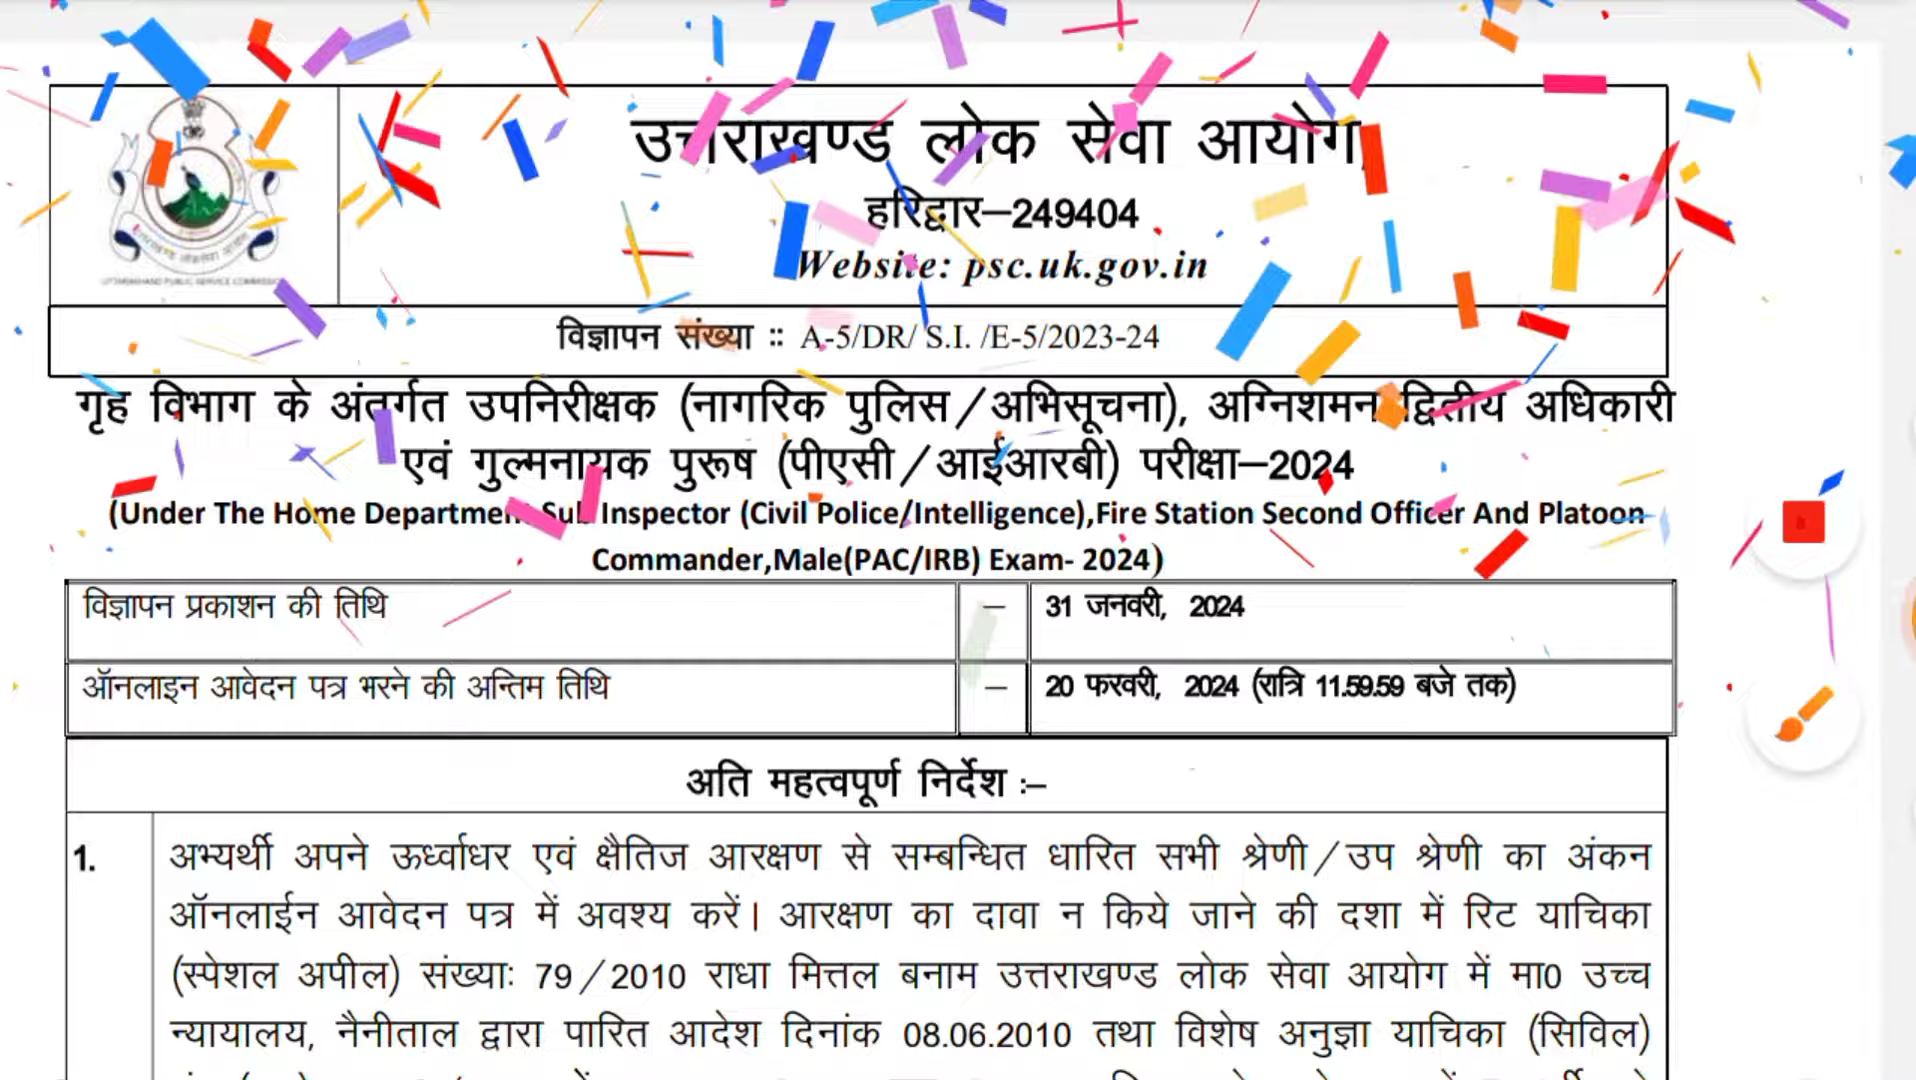 उत्तराखण्ड लोक सेवा आयोग,
हरिद्वार–249404
Website: psc.uk.gov.in
UTTARAKHAND PUBLIC SERVICE COMMISSION
विज्ञापन संख्या :: A-5/DR/ S.I. /E-5/2023-24
गृह विभाग के अंतर्गत उपनिरीक्षक (नागरिक पुलिस/अभिसूचना), अग्निशमन द्वितीय अधिकारी
एवं गुल्मनायक पुरूष (पीएसी/आईआरबी) परीक्षा–2024
(Under The Home Department Sub Inspector (Civil Police/Intelligence),Fire Station Second Officer And Platoon
Commander,Male(PAC/IRB) Exam- 2024)
विज्ञापन प्रकाशन की तिथि – 31 जनवरी, 2024
ऑनलाइन आवेदन पत्र भरने की अन्तिम तिथि – 20 फरवरी, 2024 (रात्रि 11.59.59 बजे तक)
अति महत्वपूर्ण निर्देश :–
1. अभ्यर्थी अपने ऊर्ध्वाधर एवं क्षैतिज आरक्षण से सम्बन्धित धारित सभी श्रेणी/उप श्रेणी का अंकन
ऑनलाईन आवेदन पत्र में अवश्य करें। आरक्षण का दावा न किये जाने की दशा में रिट याचिका
(स्पेशल अपील) संख्याः 79/2010 राधा मित्तल बनाम उत्तराखण्ड लोक सेवा आयोग में मा0 उच्च
न्यायालय, नैनीताल द्वारा पारित आदेश दिनांक 08.06.2010 तथा विशेष अनुज्ञा याचिका (सिविल)